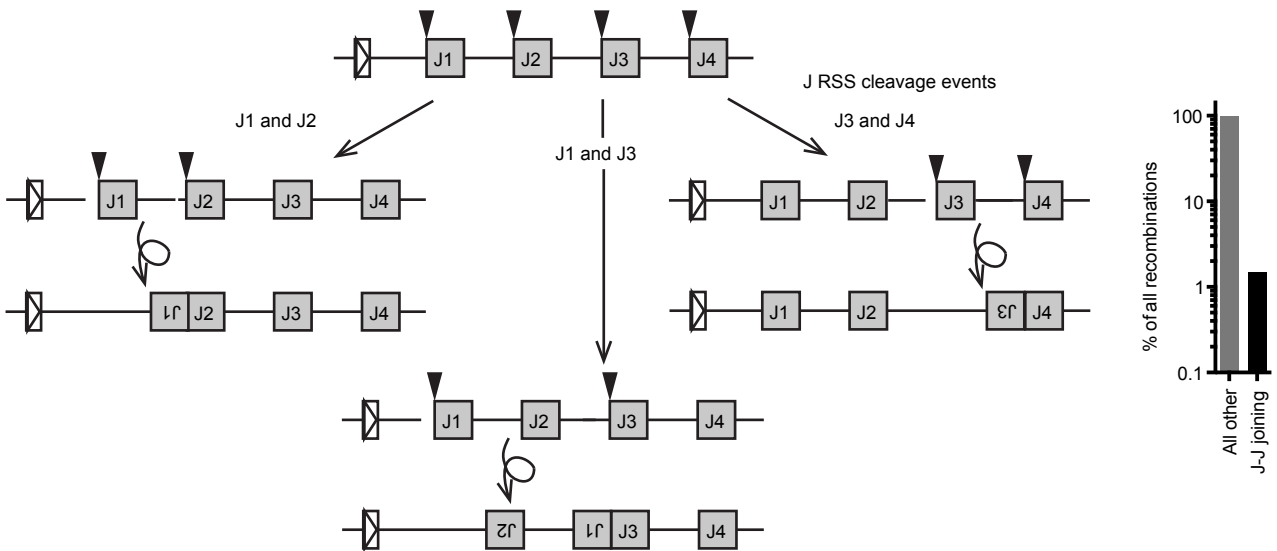 J1 J2 J3 J4
J RSS cleavage events
J1 and J2
J3 and J4
J1 and J3
J1 J2 J3 J4
J1 J2 J3 J4
J1 J2 J3 J4
J1 J2 J3 J4
J1 J2 J3 J4
J2 J1 J3 J4
% of all recombinations
100
10
1
0.1
All other
J-J joining